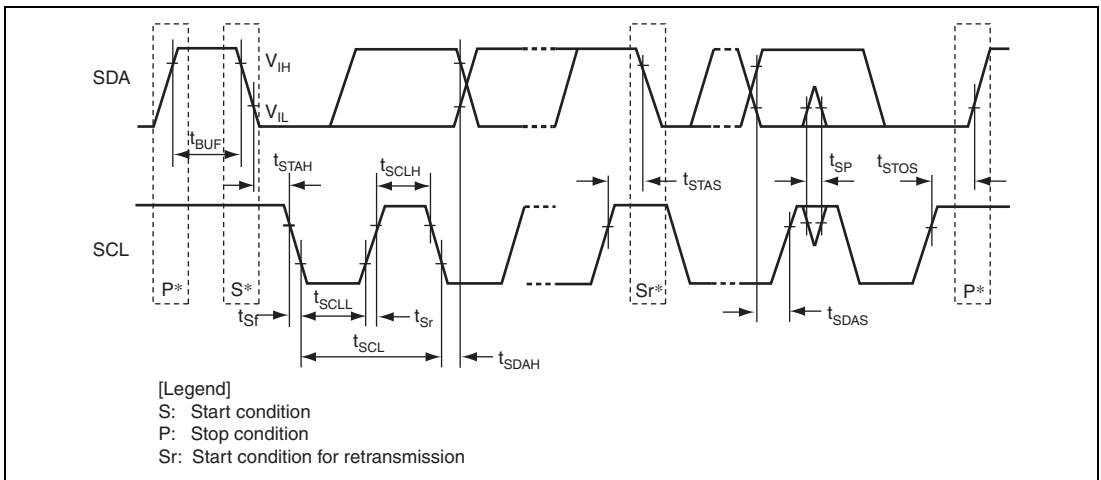 SDA
V_IH
V_IL
t_BUF
t_STAH
t_SCLH
t_STAS
t_SP
t_STOS
SCL
P*
S*
Sr*
P*
t_Sf
t_SCLL
t_Sr
t_SCL
t_SDAH
t_SDAS
[Legend]
S: Start condition
P: Stop condition
Sr: Start condition for retransmission